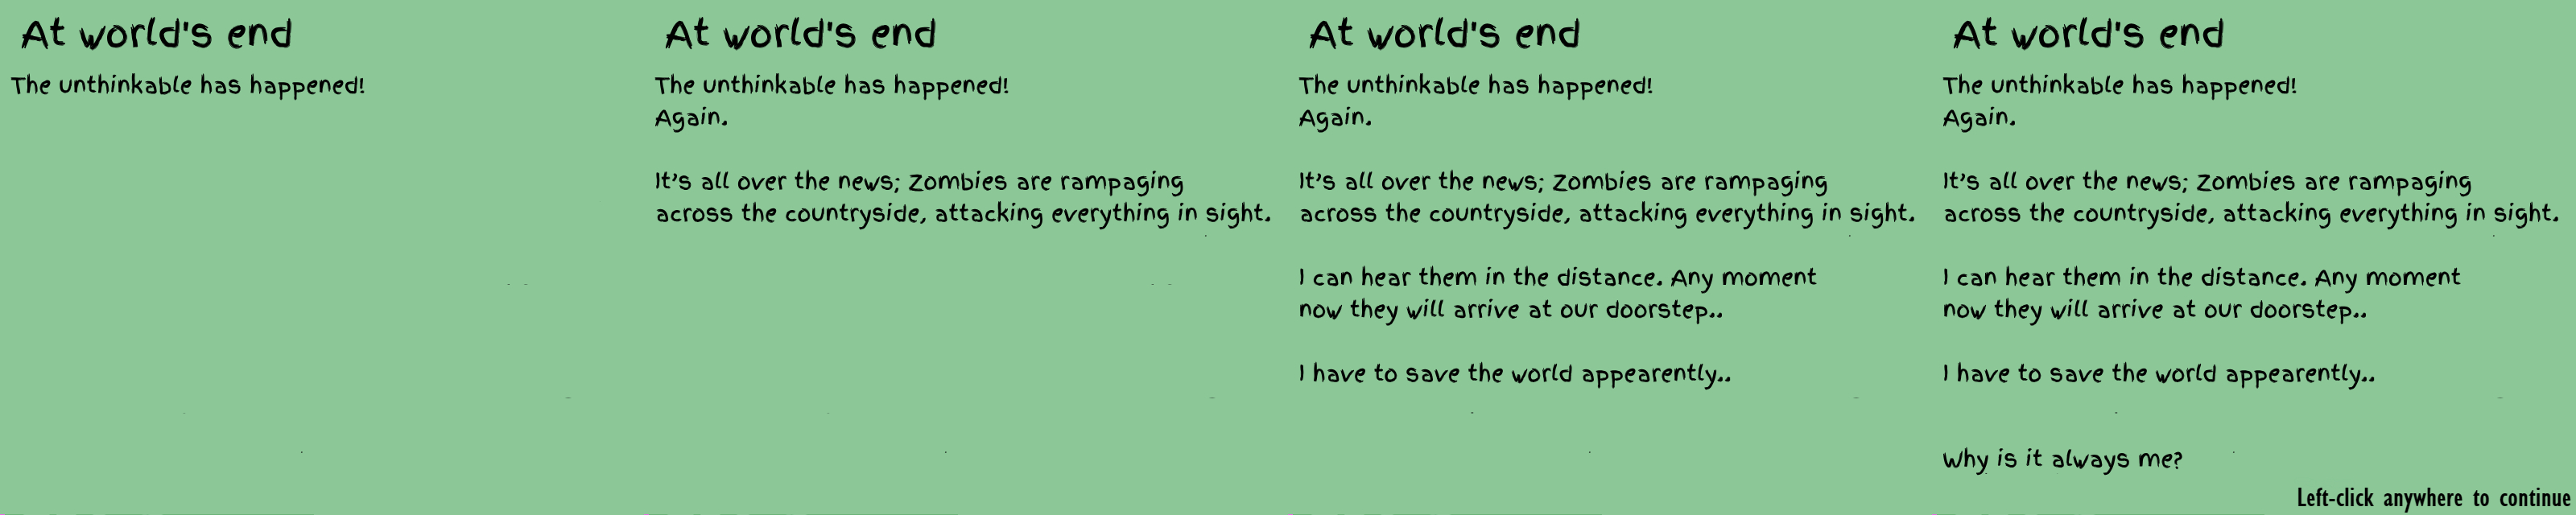 At world's end
The unthinkable has happened!
At world's end
The unthinkable has happened!
Again.
It's all over the news; Zombies are rampaging
across the countryside, attacking everything in sight.
At world's end
The unthinkable has happened!
Again.
It's all over the news; Zombies are rampaging
across the countryside, attacking everything in sight.
I can hear them in the distance. Any moment
now they will arrive at our doorstep..
I have to save the world appearently..
At world's end
The unthinkable has happened!
Again.
It's all over the news; Zombies are rampaging
across the countryside, attacking everything in sight.
I can hear them in the distance. Any moment
now they will arrive at our doorstep..
I have to save the world appearently..
Why is it always me?
Left-click anywhere to continue